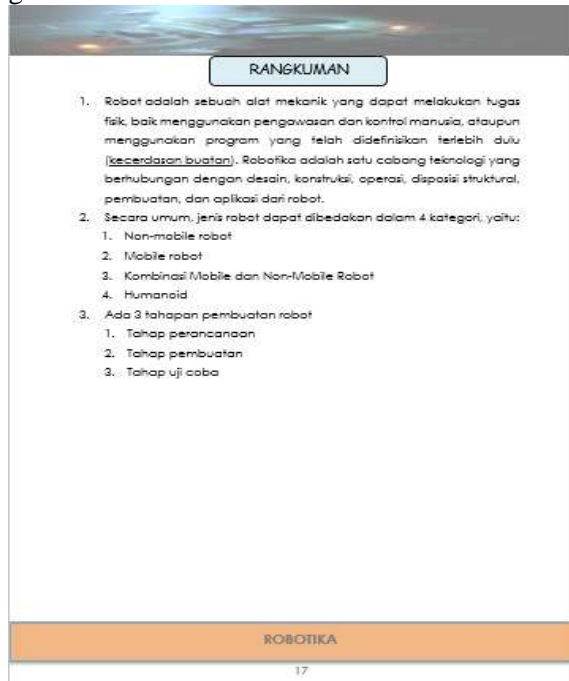 RANGKUMAN
1. Robot adalah sebuah alat mekanik yang dapat melakukan tugas
fisik, baik menggunakan pengawasan dan kontrol manusia, ataupun
menggunakan program yang telah didefinisikan terlebih dulu
(kecerdasan buatan). Robotika adalah satu cabang teknologi yang
berhubungan dengan desain, konstruksi, operasi, disposisi struktural,
pembuatan, dan aplikasi dari robot.
2. Secara umum, jenis robot dapat dibedakan dalam 4 kategori, yaitu:
1. Non-mobile robot
2. Mobile robot
3. Kombinasi Mobile dan Non-Mobile Robot
4. Humanoid
3. Ada 3 tahapan pembuatan robot
1. Tahap perancanaan
2. Tahap pembuatan
3. Tahap uji coba
ROBOTIKA
17